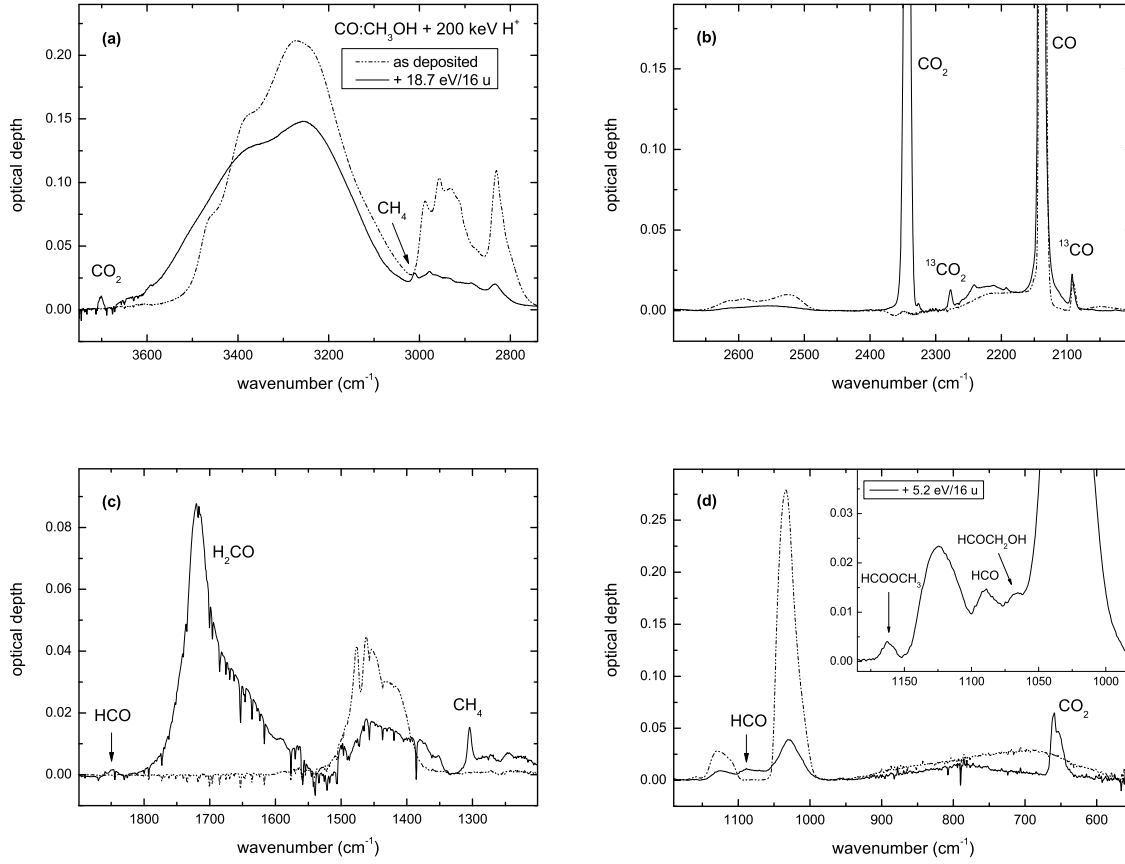 (a)
CO:CH₃OH + 200 keV H⁺
as deposited
+ 18.7 eV/16 u
CO₂
CH₄
optical depth
0.20
0.15
0.10
0.05
0.00
3600
3400
3200
3000
2800
wavenumber (cm⁻¹)
(b)
CO₂
CO
¹³CO₂
¹³CO
optical depth
0.15
0.10
0.05
0.00
2600
2500
2400
2300
2200
2100
wavenumber (cm⁻¹)
(c)
H₂CO
HCO
CH₄
optical depth
0.08
0.06
0.04
0.02
0.00
1800
1700
1600
1500
1400
1300
wavenumber (cm⁻¹)
(d)
+ 5.2 eV/16 u
HCOOCH₃
HCO
HCOCH₂OH
0.03
0.02
0.01
0.00
1150
1100
1050
1000
HCO
CO₂
optical depth
0.25
0.20
0.15
0.10
0.05
0.00
1100
1000
900
800
700
600
wavenumber (cm⁻¹)